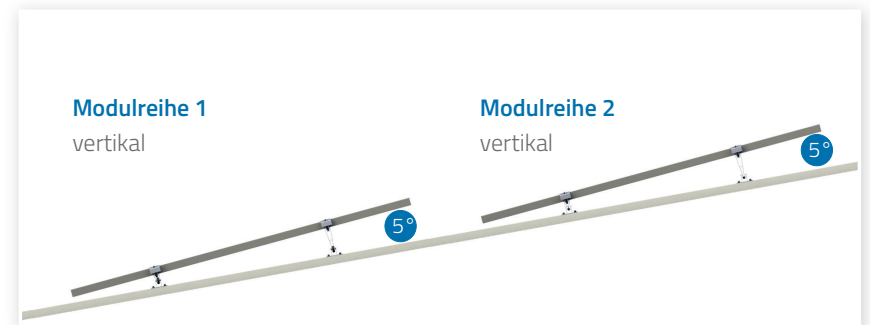 Modulreihe 1
vertikal
5°
Modulreihe 2
vertikal
5°